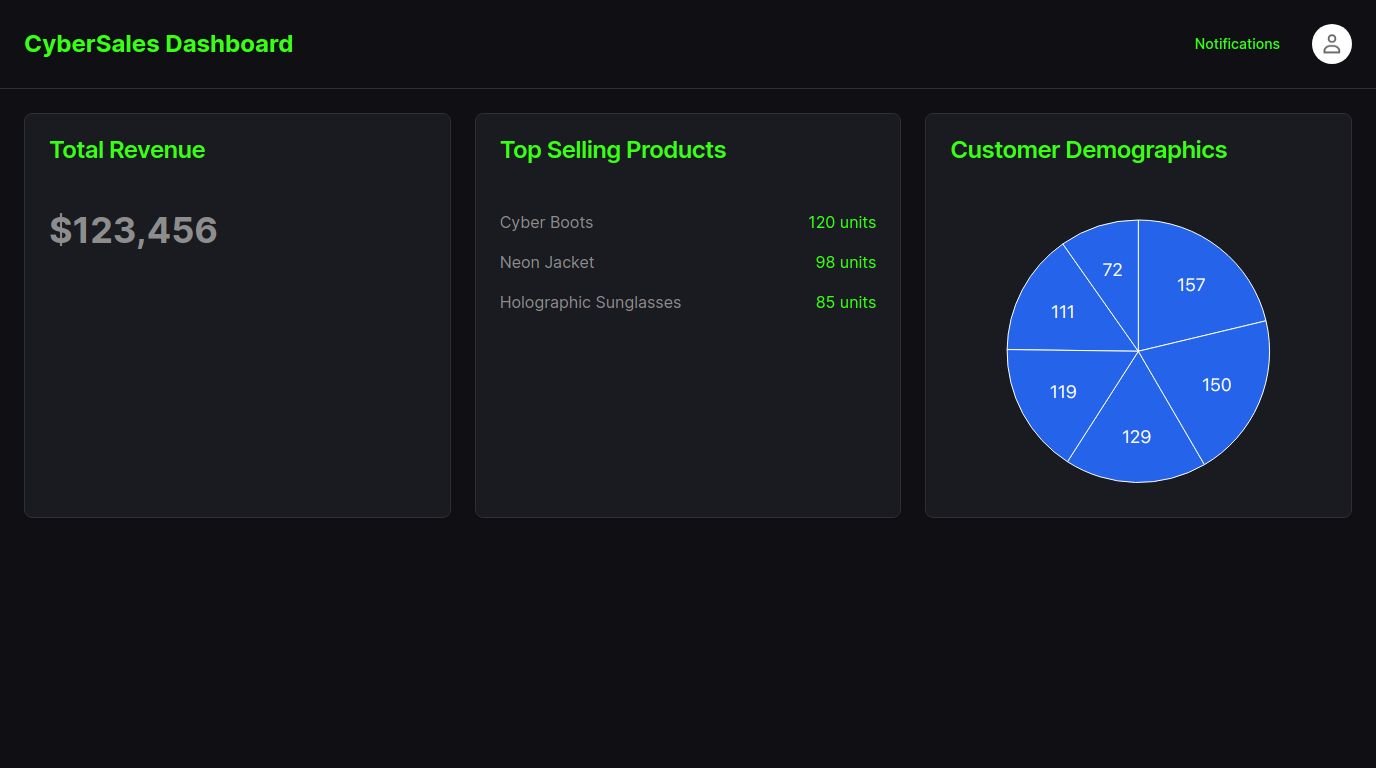 CyberSales Dashboard
Notifications
Total Revenue
$123,456
Top Selling Products
Cyber Boots 120 units
Neon Jacket 98 units
Holographic Sunglasses 85 units
Customer Demographics
72
157
111
150
119
129